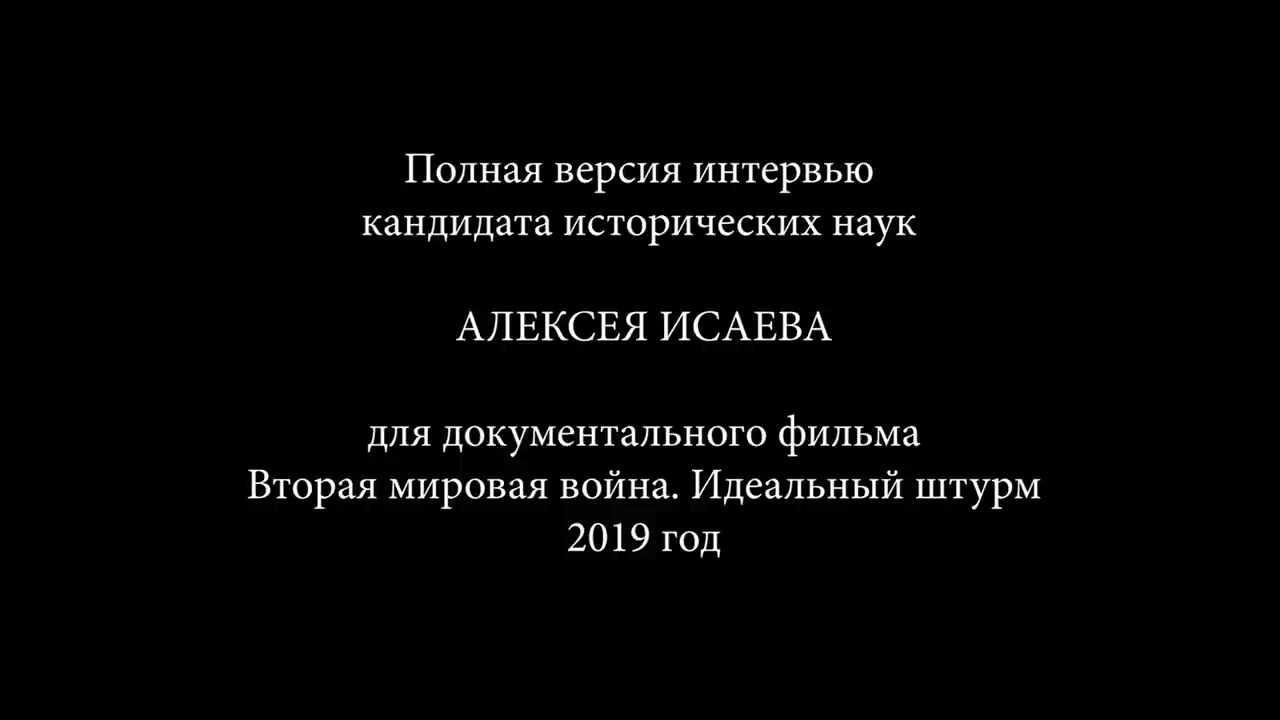 Полная версия интервью
кандидата исторических наук
АЛЕКСЕЯ ИСАЕВА
для документального фильма
Вторая мировая война. Идеальный штурм
2019 год